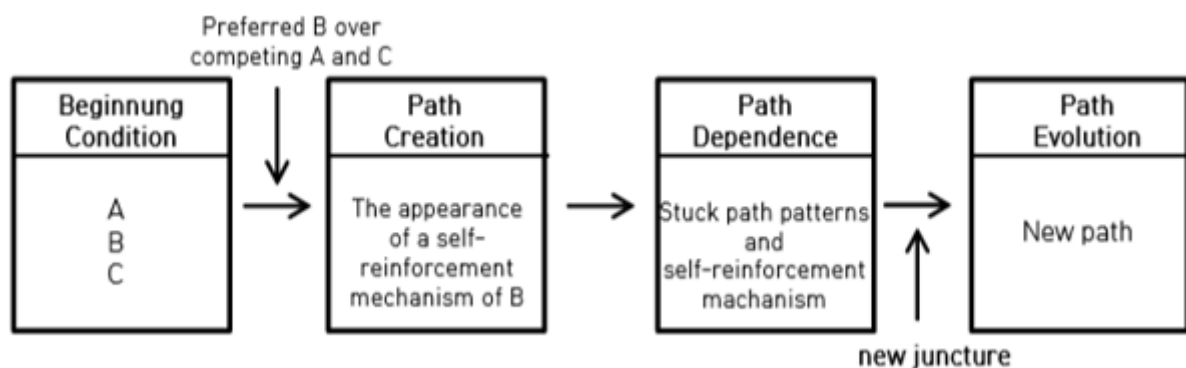 Preferred B over
competing A and C
Beginnung
Condition
A
B
C
Path
Creation
The appearance
of a self-
reinforcement
mechanism of B
Path
Dependence
Stuck path patterns
and
self-reinforcement
machanism
Path
Evolution
New path
new juncture